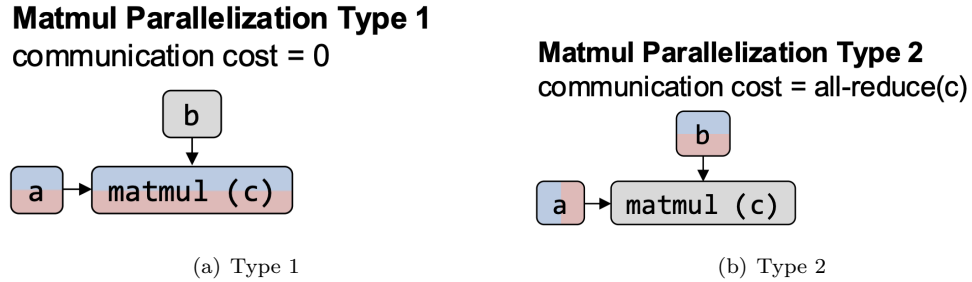 Matmul Parallelization Type 1
communication cost = 0
b
a
matmul (c)
(a) Type 1
Matmul Parallelization Type 2
communication cost = all-reduce(c)
b
a
matmul (c)
(b) Type 2